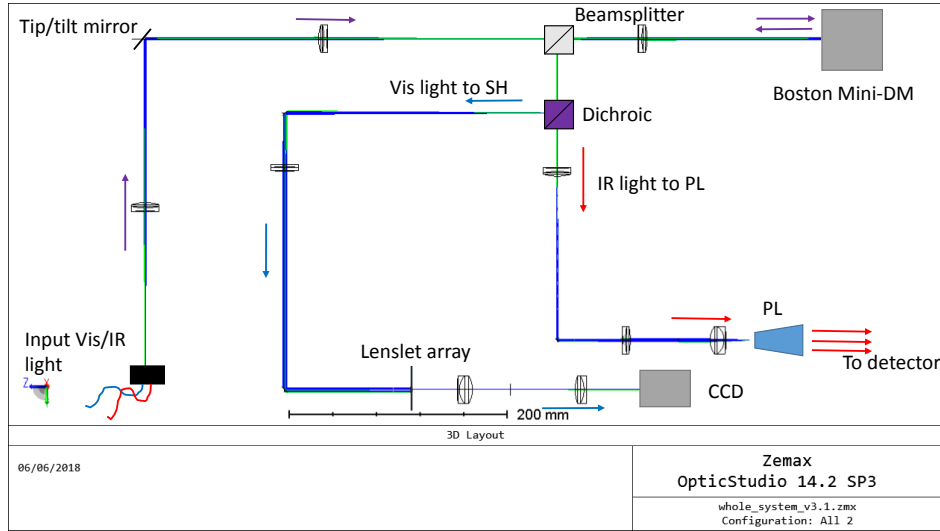 Tip/tilt mirror
Beamsplitter
Vis light to SH
Boston Mini-DM
Dichroic
IR light to PL
PL
Input Vis/IR
light
Lenslet array
To detector
Z
X
CCD
200 mm
3D Layout
06/06/2018
Zemax
OpticStudio 14.2 SP3
whole_system_v3.1.zmx
Configuration: All 2